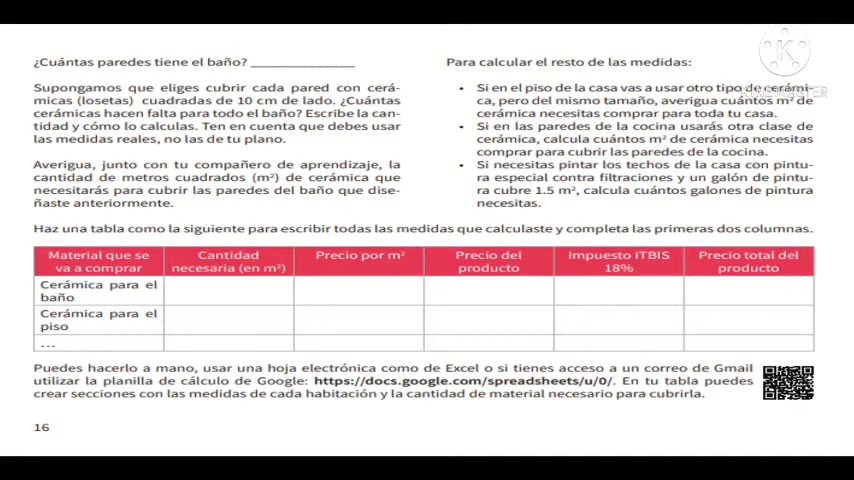 ¿Cuántas paredes tiene el baño? ______________
Supongamos que eliges cubrir cada pared con cerá-
micas (losetas) cuadradas de 10 cm de lado. ¿Cuántas
cerámicas hacen falta para todo el baño? Escribe la can-
tidad y cómo lo calculas. Ten en cuenta que debes usar
las medidas reales, no las de tu plano.
Averigua, junto con tu compañero de aprendizaje, la
cantidad de metros cuadrados (m²) de cerámica que
necesitarás para cubrir las paredes del baño que dise-
ñaste anteriormente.
Para calcular el resto de las medidas:
• Si en el piso de la casa vas a usar otro tipo de cerámi-
ca, pero del mismo tamaño, averigua cuántos m² de
cerámica necesitas comprar para toda tu casa.
• Si en las paredes de la cocina usarás otra clase de
cerámica, calcula cuántos m² de cerámica necesitas
comprar para cubrir las paredes de la cocina.
• Si necesitas pintar los techos de la casa con pintu-
ra especial contra filtraciones y un galón de pintu-
ra cubre 1.5 m², calcula cuántos galones de pintura
necesitas.
Haz una tabla como la siguiente para escribir todas las medidas que calculaste y completa las primeras dos columnas.
Material que se
va a comprar
Cantidad
necesaria (en m²)
Precio por m²
Precio del
producto
Impuesto ITBIS
18%
Precio total del
producto
Cerámica para el
baño
Cerámica para el
piso
...
Puedes hacerlo a mano, usar una hoja electrónica como de Excel o si tienes acceso a un correo de Gmail
utilizar la planilla de cálculo de Google: https://docs.google.com/spreadsheets/u/0/. En tu tabla puedes
crear secciones con las medidas de cada habitación y la cantidad de material necesario para cubrirla.
16
K
KINEMASTER